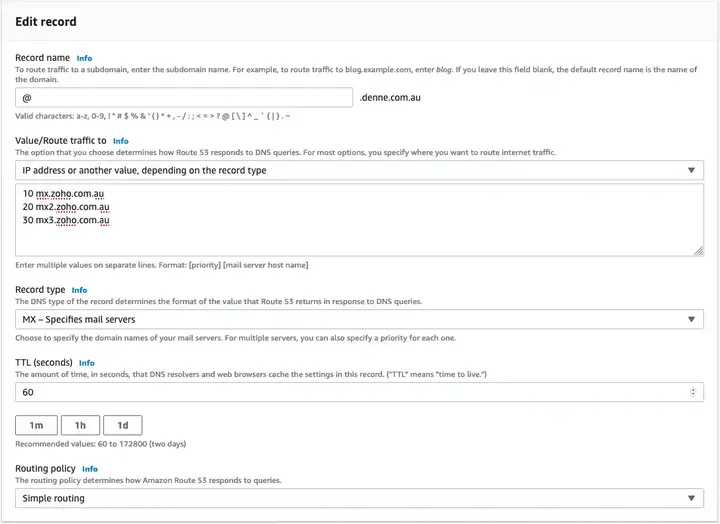 Edit record
Record name Info
To route traffic to a subdomain, enter the subdomain name. For example, to route traffic to blog.example.com, enter blog. If you leave this field blank, the default record name is the name of
the domain.
@ .denne.com.au
Valid characters: a-z, 0-9, ! " # $ % & ' ( ) * + , - / : ; < = > ? @ [ \ ] ^ _ ` { | } . ~
Value/Route traffic to Info
The option that you choose determines how Route 53 responds to DNS queries. For most options, you specify where you want to route internet traffic.
IP address or another value, depending on the record type
10 mx.zoho.com.au
20 mx2.zoho.com.au
30 mx3.zoho.com.au
Enter multiple values on separate lines. Format: [priority] [mail server host name]
Record type Info
The DNS type of the record determines the format of the value that Route 53 returns in response to DNS queries.
MX – Specifies mail servers
Choose to specify the domain names of your mail servers. For multiple servers, you can also specify a priority for each one.
TTL (seconds) Info
The amount of time, in seconds, that DNS resolvers and web browsers cache the settings in this record. ("TTL" means "time to live.")
60
1m 1h 1d
Recommended values: 60 to 172800 (two days)
Routing policy Info
The routing policy determines how Amazon Route 53 responds to queries.
Simple routing